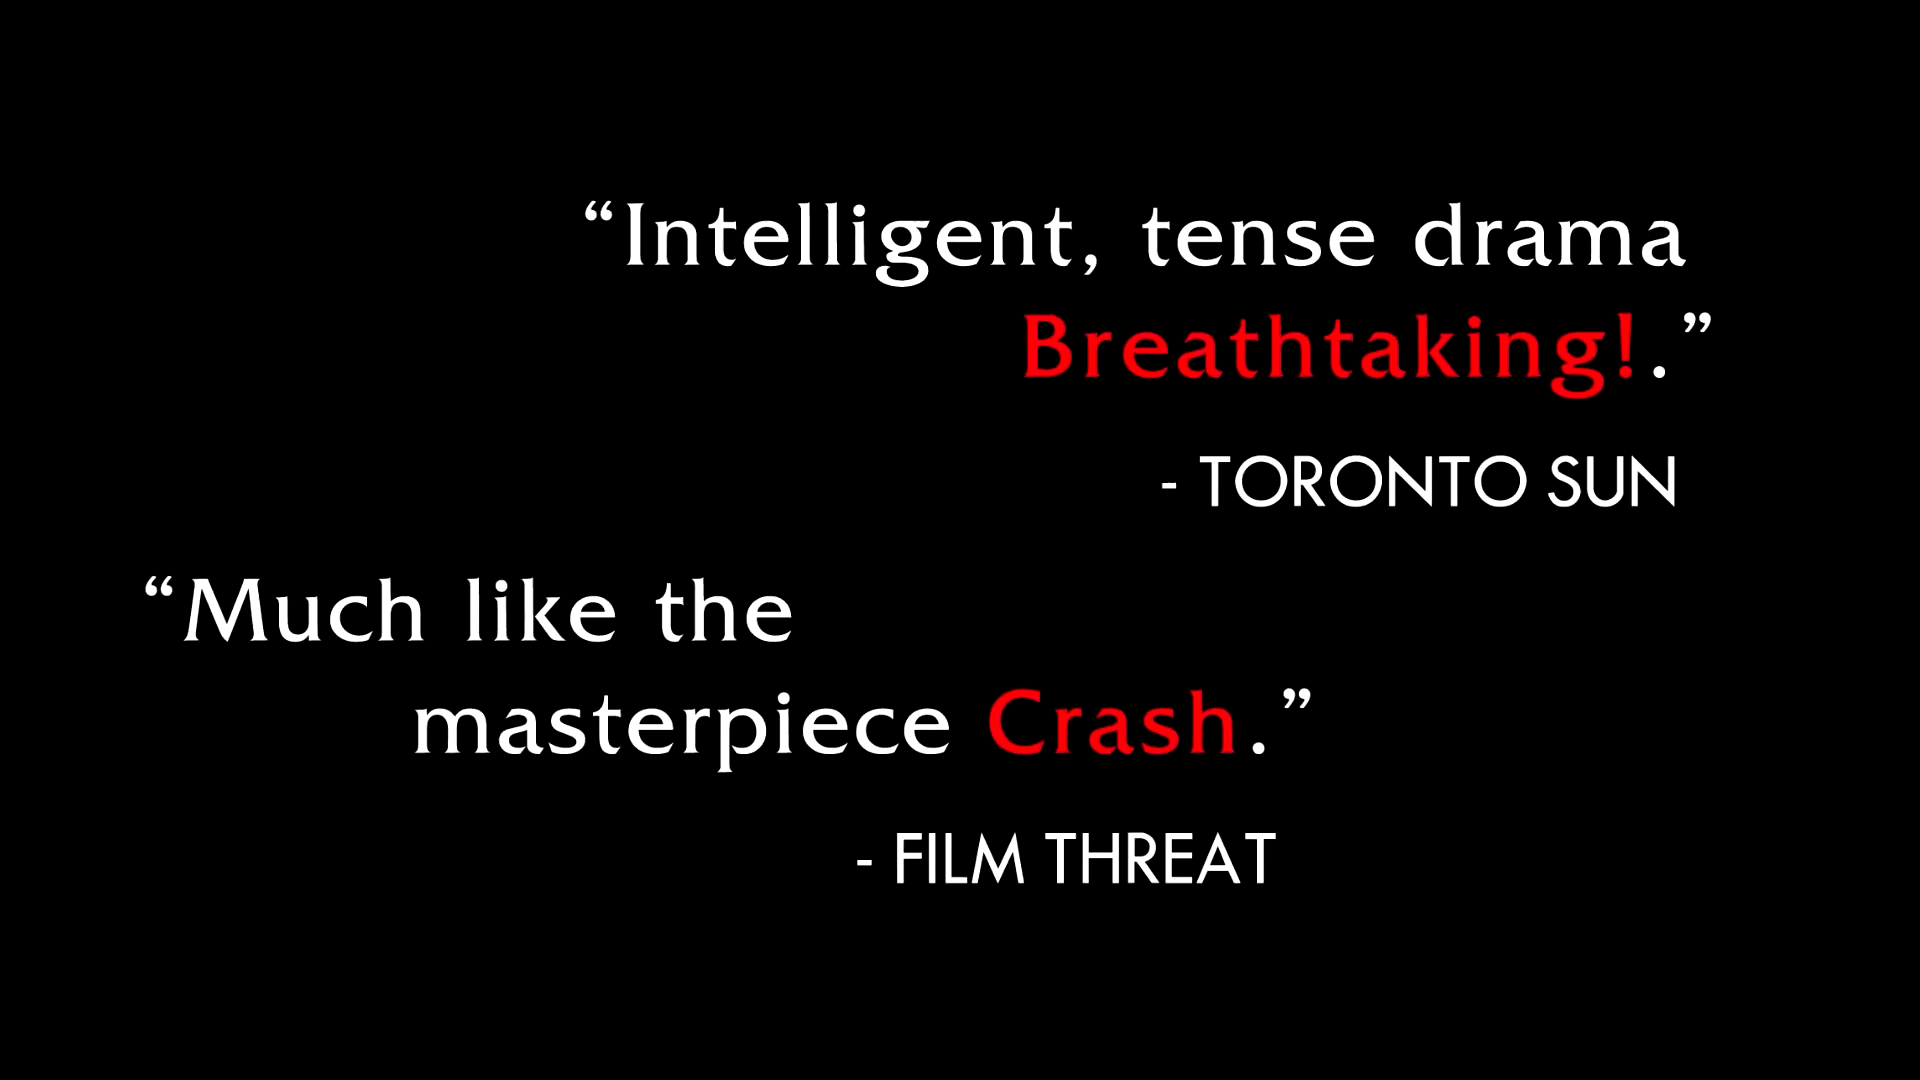 “Intelligent, tense drama
Breathtaking!.”
- TORONTO SUN
“Much like the
masterpiece Crash.”
- FILM THREAT